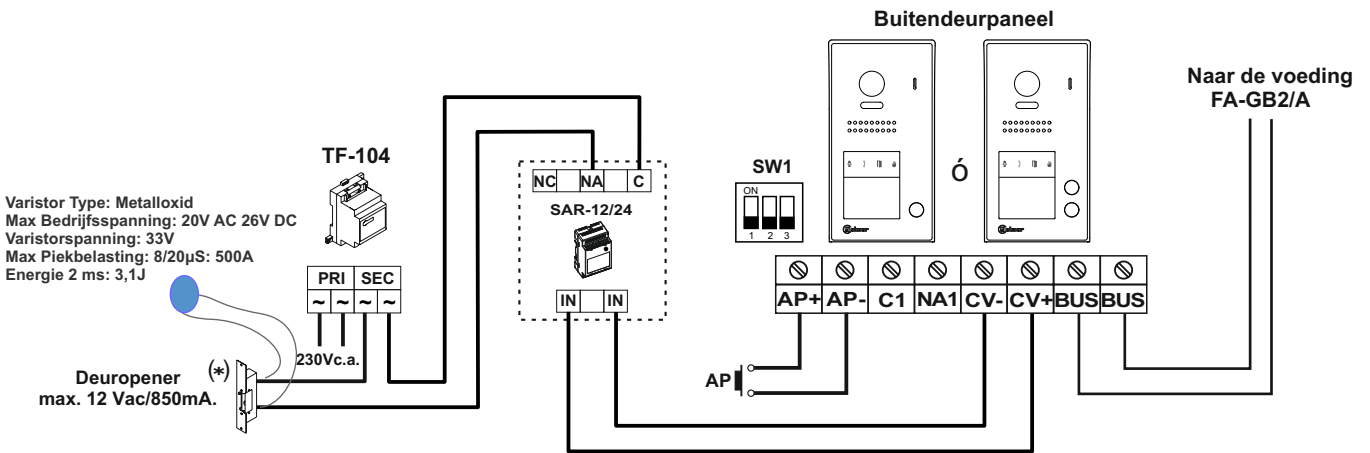 Buitendeurpaneel
Naar de voeding
FA-GB2/A
TF-104
SW1
ON
1 2 3
Ó
Golmar
Golmar
NC NA C
SAR-12/24
IN IN
Varistor Type: Metalloxid
Max Bedrijfsspanning: 20V AC 26V DC
Varistorspanning: 33V
Max Piekbelasting: 8/20µS: 500A
Energie 2 ms: 3,1J
PRI SEC
~ ~ ~ ~
230Vc.a.
AP+ AP- C1 NA1 CV- CV+ BUS BUS
AP
(*)
Deuropener
max. 12 Vac/850mA.